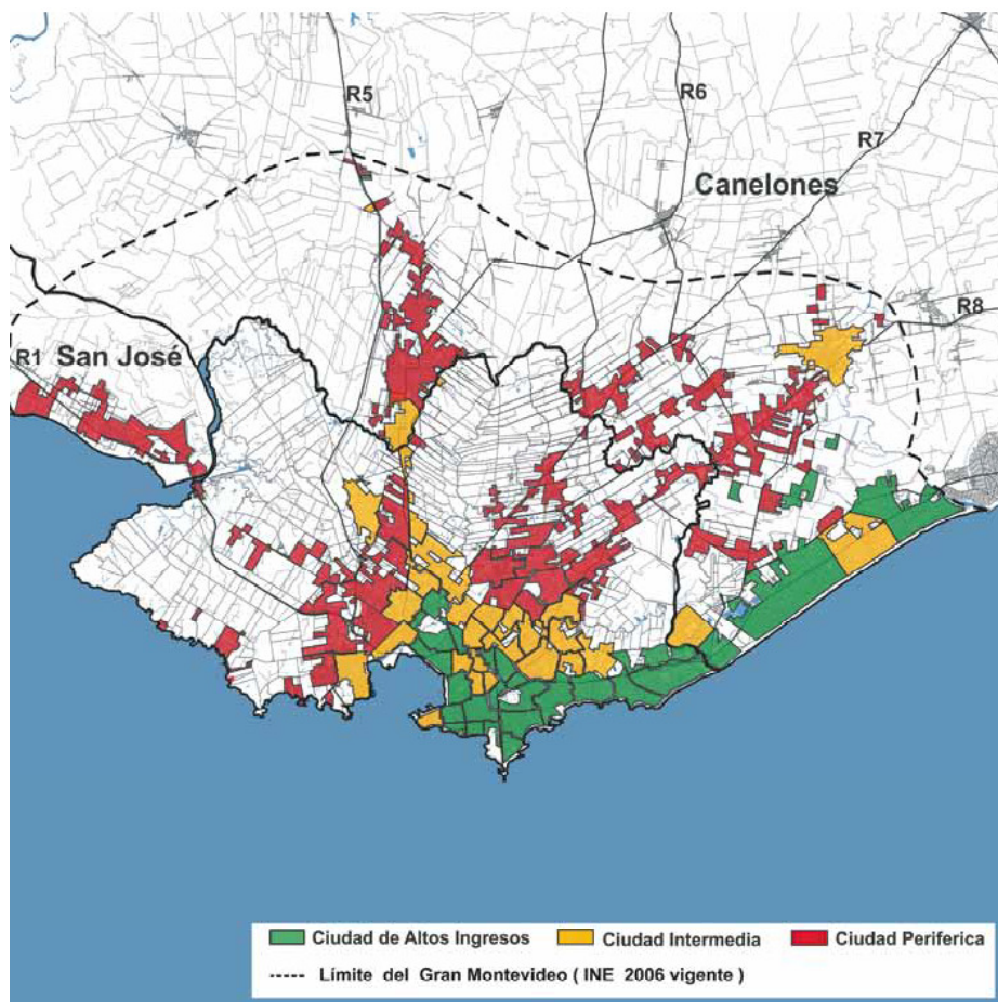 R5
R6
R7
Canelones
R8
R1 San José
Ciudad de Altos Ingresos Ciudad Intermedia Ciudad Periferica
Límite del Gran Montevideo ( INE 2006 vigente )